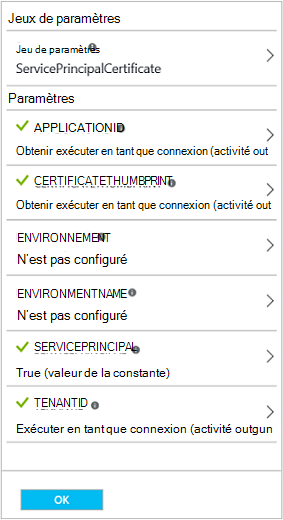 Jeux de paramètres
Jeu de paramètres
ServicePrincipalCertificate
Paramètres
APPLICATIONID
Obtenir exécuter en tant que connexion (activité out
CERTIFICATETHUMBPRINT
Obtenir exécuter en tant que connexion (activité out
ENVIRONNEMENT
N'est pas configuré
ENVIRONMENTNAME
N'est pas configuré
SERVICEPRINCIPAL
True (valeur de la constante)
TENANTID
Exécuter en tant que connexion (activité outgun
OK